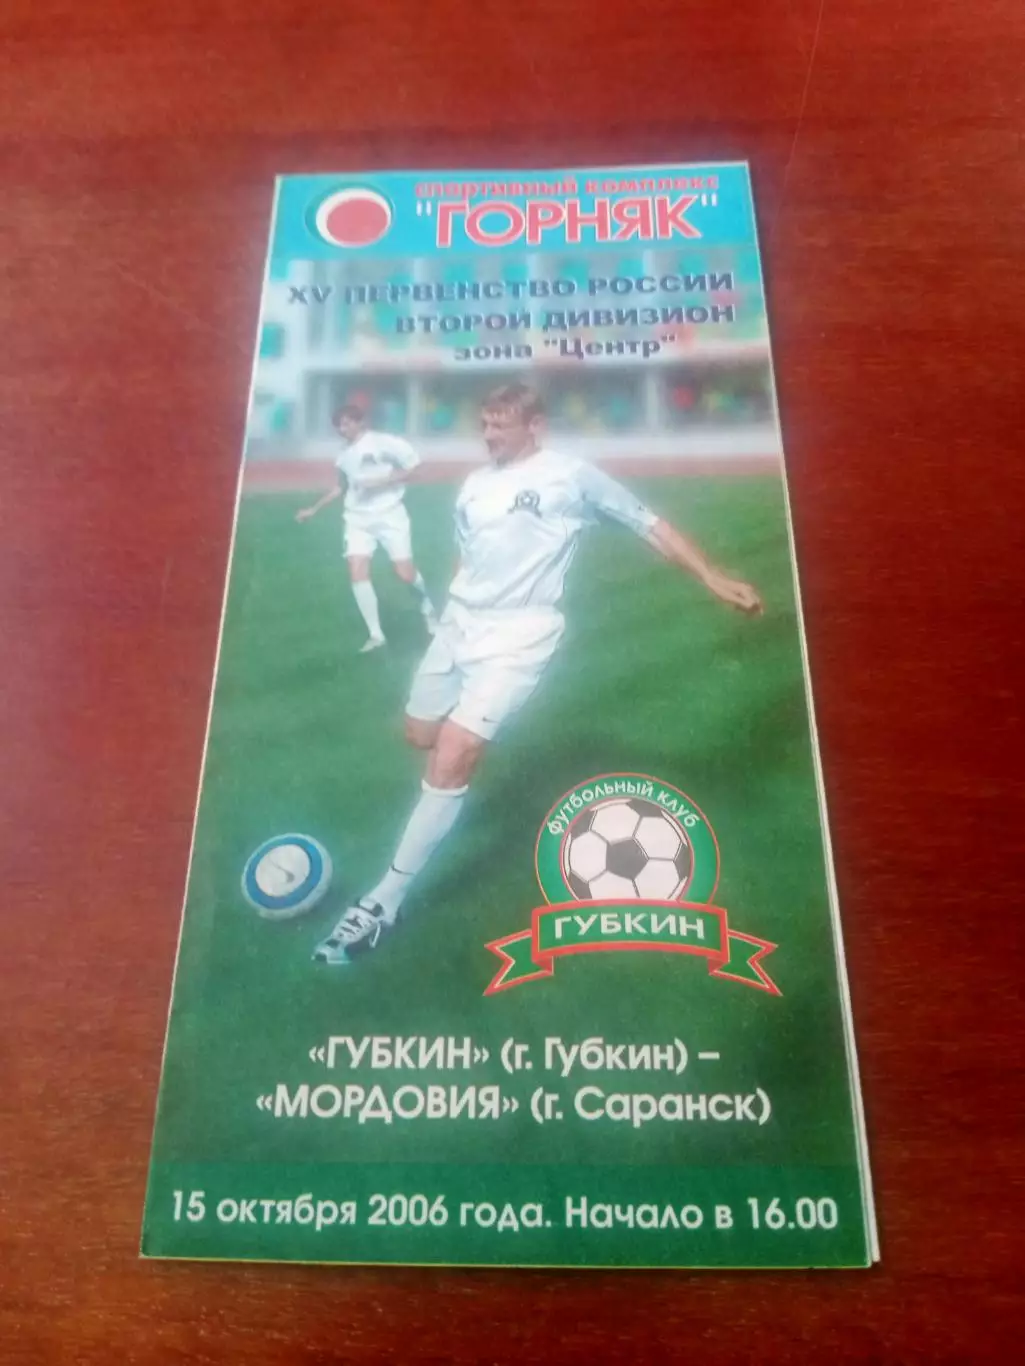 спортивный комплекс
"ГОРНЯК"
XV ПЕРВЕНСТВО РОССИИ
ВТОРОЙ ДИВИЗИОН
зона "Центр"
Футбольный клуб
ГУБКИН
«ГУБКИН» (г. Губкин) –
«МОРДОВИЯ» (г. Саранск)
15 октября 2006 года. Начало в 16.00